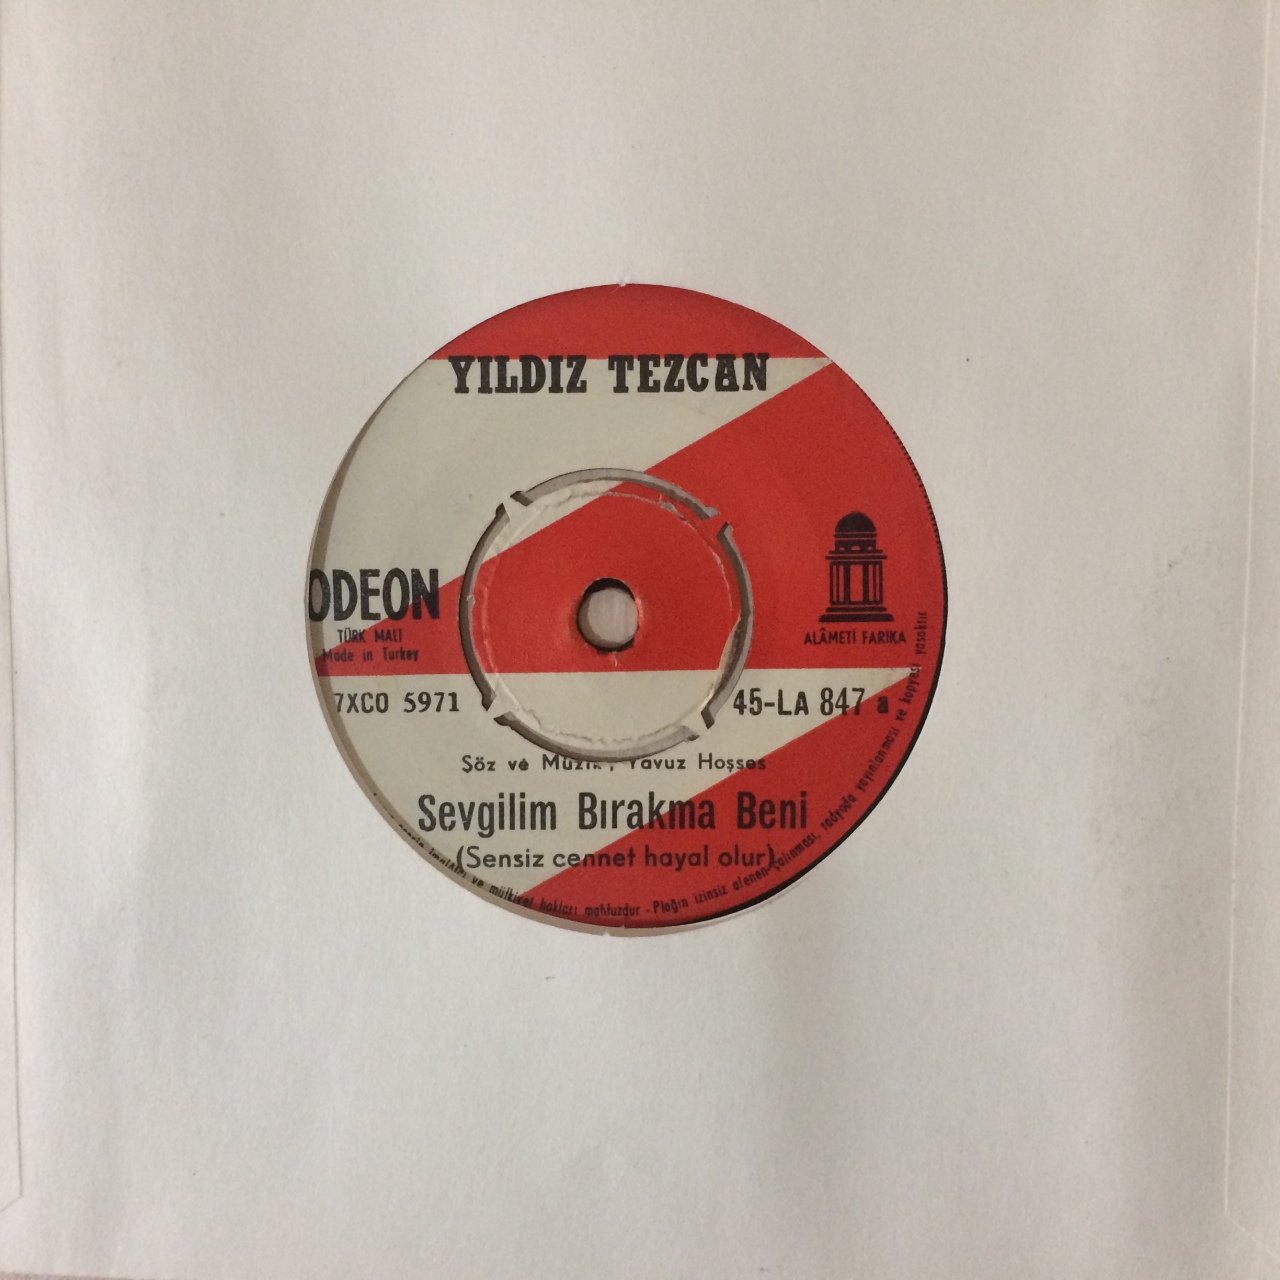 YILDIZ TEZCAN
ODEON
TÜRK MALI
Made in Turkey
ALÂMETİ FARİKA
7XCO 5971
45-LA 847 a
Şöz ve Müzik, Yavuz Hoşses
Sevgilim Bırakma Beni
(Sensiz cennet hayal olur)
ve mülkiyet hakları mahfuzdur - Plağın izinsiz alenen çalınması, radyoda yayınlanması ve kopyesi yasaktır